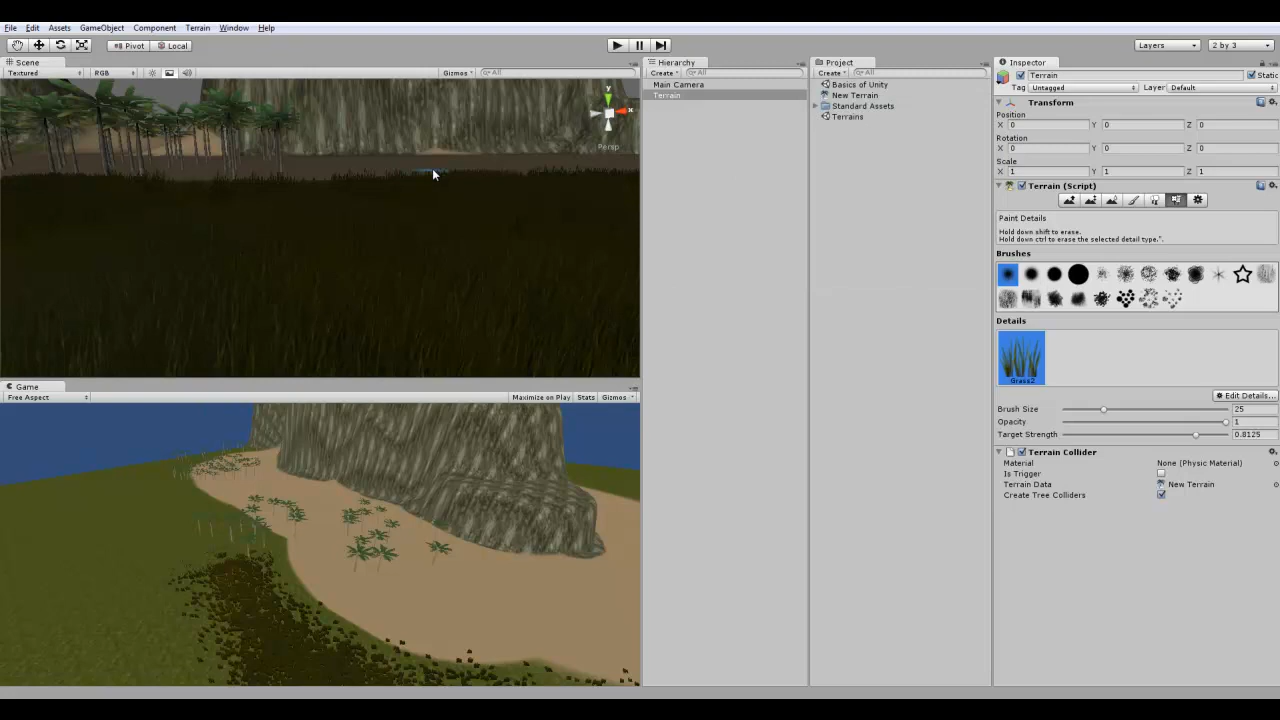 File Edit Assets GameObject Component Terrain Window Help
Pivot Local Layers 2 by 3
Scene
Textured RGB Gizmos All
y
x
Persp
Game
Free Aspect Maximize on Play Stats Gizmos
Hierarchy
Create All
Main Camera
Terrain
Project
Create All
Basics of Unity
New Terrain
Standard Assets
Terrains
Inspector
Terrain Static
Tag Untagged Layer Default
Transform
Position
X 0 Y 0 Z 0
Rotation
X 0 Y 0 Z 0
Scale
X 1 Y 1 Z 1
Terrain (Script)
Paint Details
Hold down shift to erase.
Hold down ctrl to erase the selected detail type.".
Brushes
Details
Grass2
Edit Details...
Brush Size 25
Opacity 1
Target Strength 0.8125
Terrain Collider
Material None (Physic Material)
Is Trigger
Terrain Data New Terrain
Create Tree Colliders